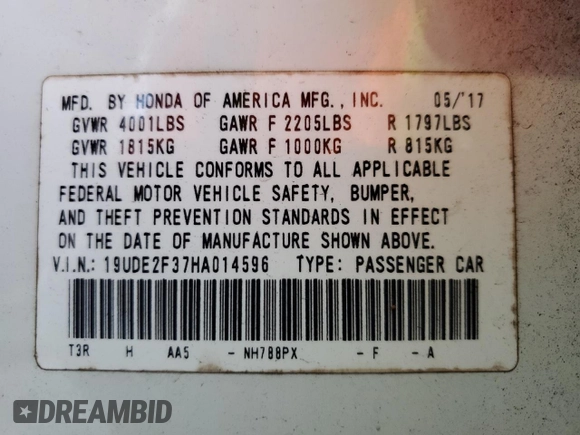 MFD. BY HONDA OF AMERICA MFG., INC. 05/'17
GVWR 4001LBS GAWR F 2205LBS R 1797LBS
GVWR 1815KG GAWR F 1000KG R 815KG
THIS VEHICLE CONFORMS TO ALL APPLICABLE
FEDERAL MOTOR VEHICLE SAFETY, BUMPER,
AND THEFT PREVENTION STANDARDS IN EFFECT
ON THE DATE OF MANUFACTURE SHOWN ABOVE.
V.I.N.: 19UDE2F37HA014596 TYPE: PASSENGER CAR
T3R H AA5 - NH788PX - F - A
DREAMBID